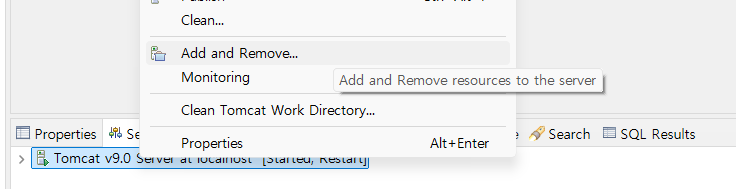 Clean...
Add and Remove...
Monitoring
Add and Remove resources to the server
Clean Tomcat Work Directory...
Properties Alt+Enter
Properties Search SQL Results
Tomcat v9.0 Server at localhost [Started, Restart]